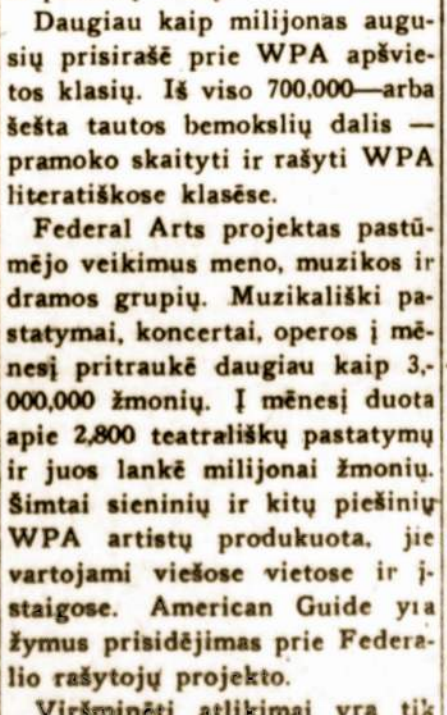 Daugiau kaip milijonas augu-
sių prisirašė prie WPA apšvie-
tos klasių. Iš viso 700,000—arba
šešta tautos bemokslių dalis —
pramoko skaityti ir rašyti WPA
literatiškose klasėse.
Federal Arts projektas pastū-
mėjo veikimus meno, muzikos ir
dramos grupių. Muzikališki pa-
statymai, koncertai, operos į mė-
nesį pritraukė daugiau kaip 3,-
000,000 žmonių. Į mėnesį duota
apie 2,800 teatrališkų pastatymų
ir juos lankė milijonai žmonių.
Šimtai sieninių ir kitų piešinių
WPA artistų produkuota, jie
vartojami viešose vietose ir į-
staigose. American Guide yra
žymus prisidėjimas prie Federa-
lio rašytojų projekto.
Viršminėti atlikimai yra tik